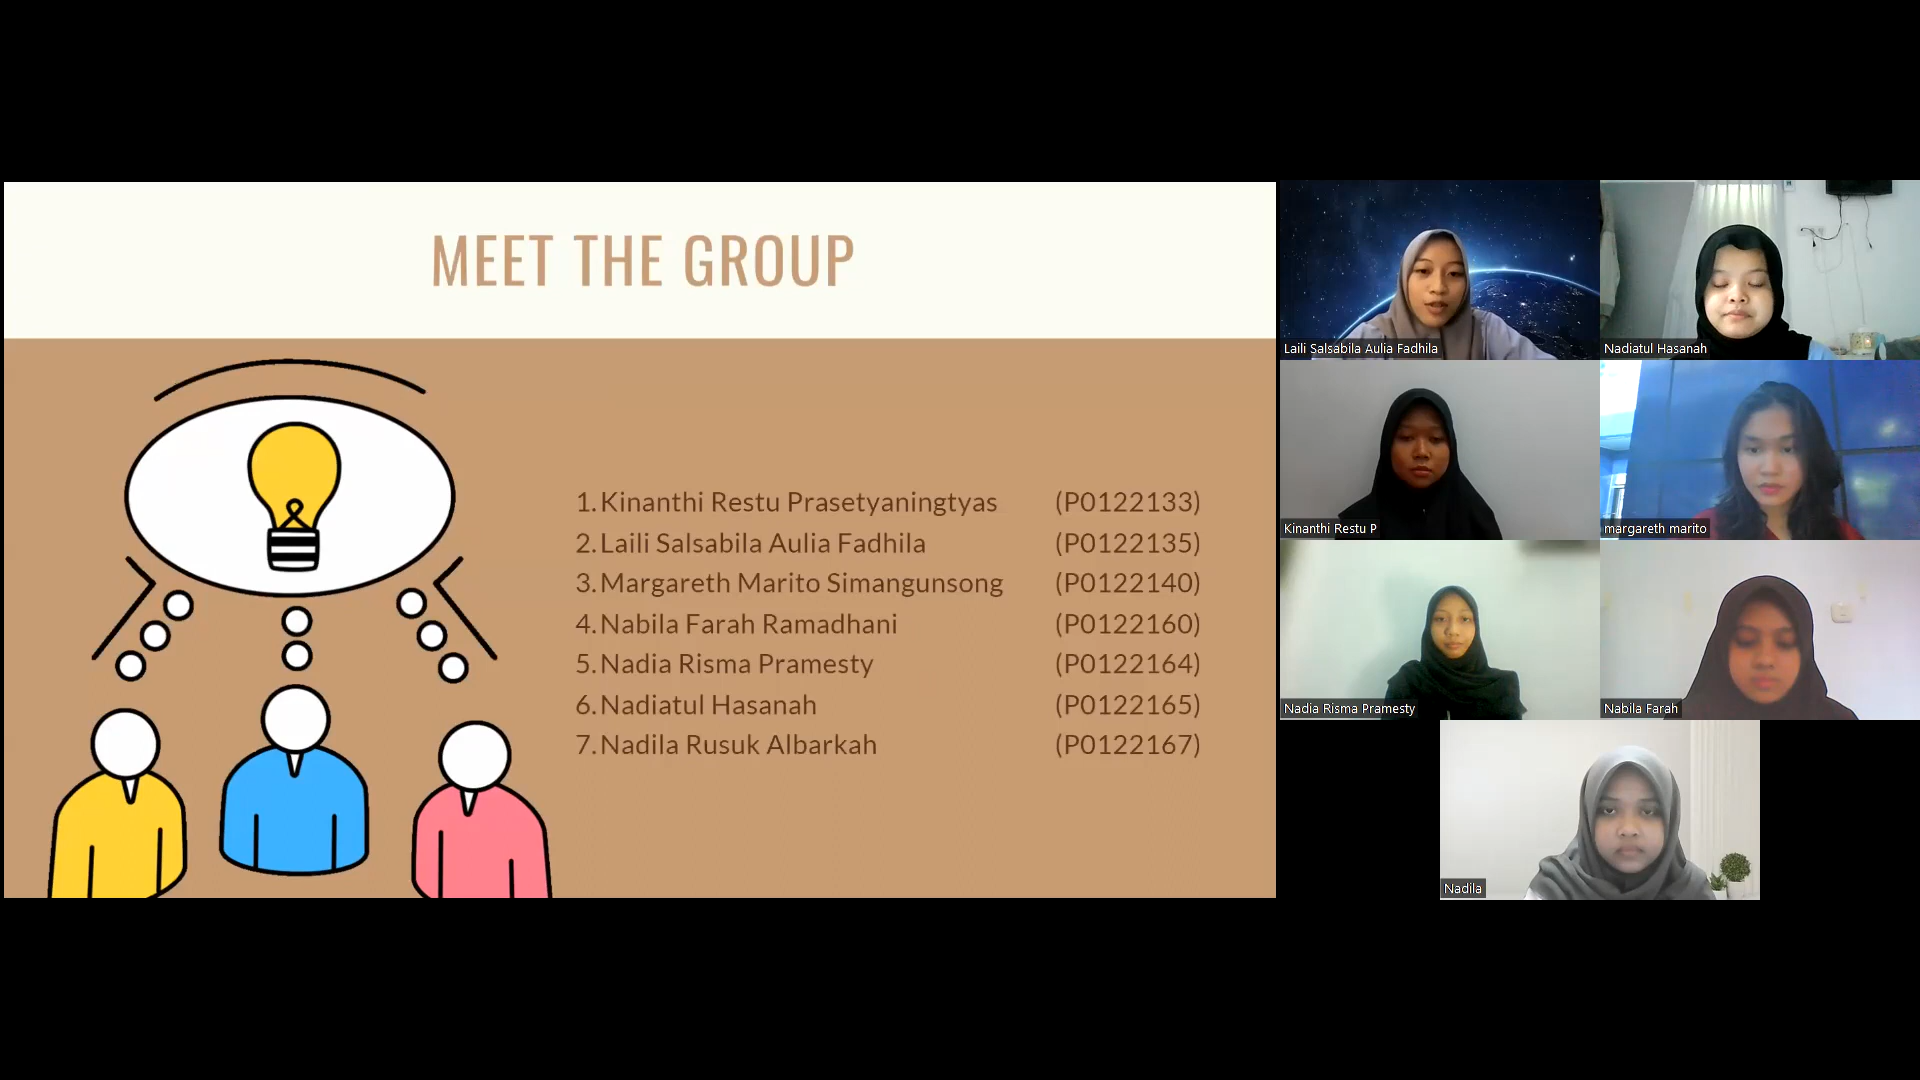 MEET THE GROUP
1. Kinanthi Restu Prasetyaningtyas (P0122133)
2. Laili Salsabila Aulia Fadhila (P0122135)
3. Margareth Marito Simangunsong (P0122140)
4. Nabila Farah Ramadhani (P0122160)
5. Nadia Risma Pramesty (P0122164)
6. Nadiatul Hasanah (P0122165)
7. Nadila Rusuk Albarkah (P0122167)
Laili Salsabila Aulia Fadhila
Nadiatul Hasanah
Kinanthi Restu P
margareth marito
Nadia Risma Pramesty
Nabila Farah
Nadila